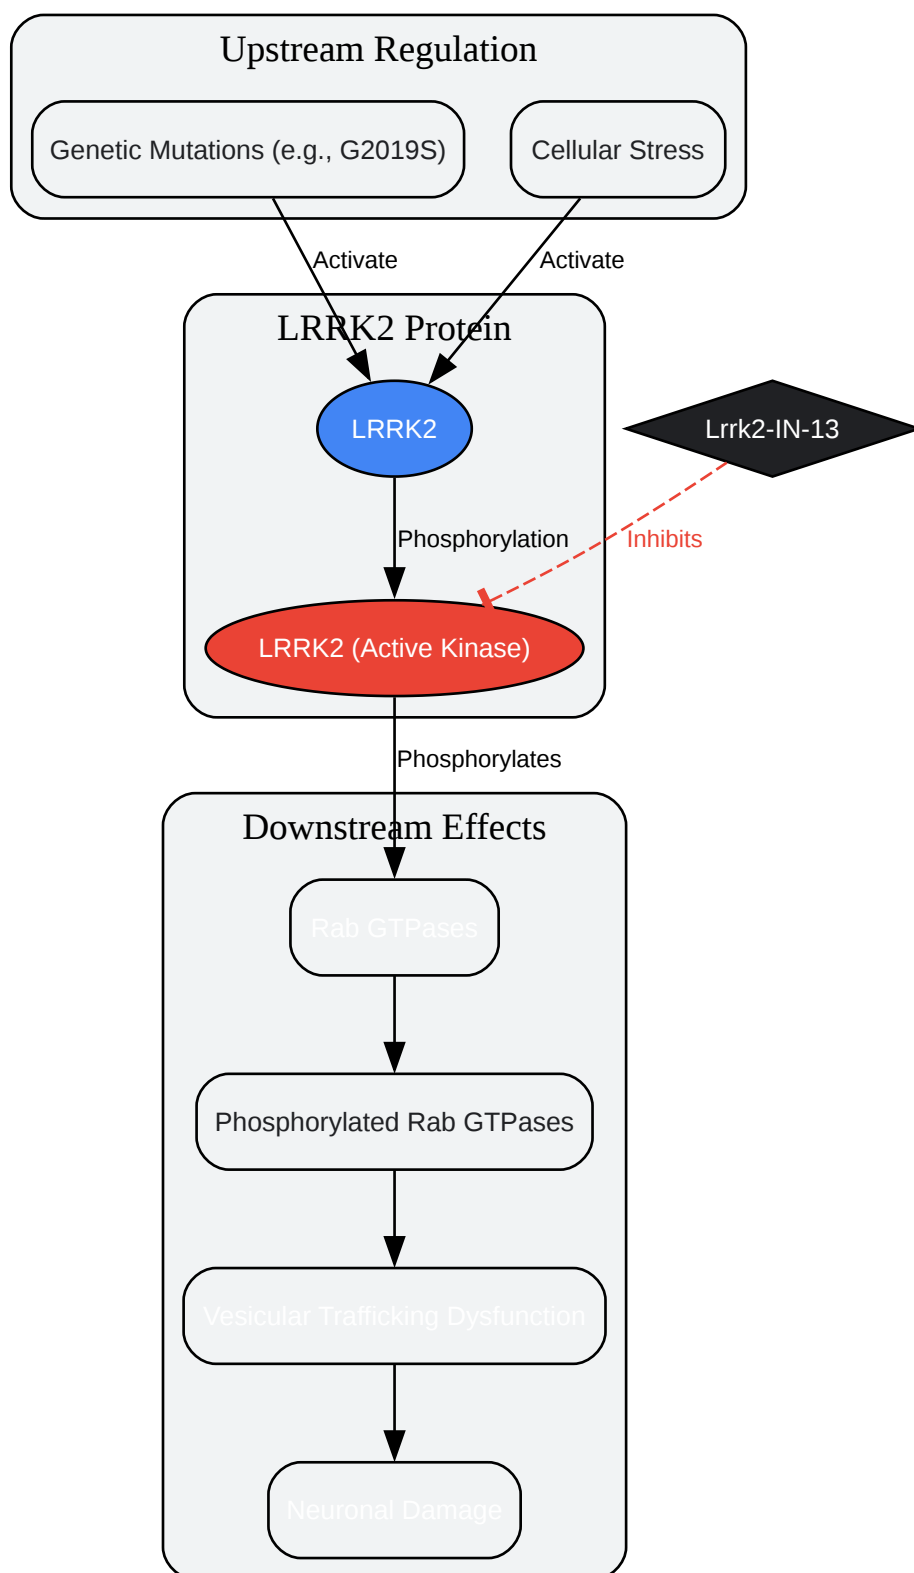 Upstream Regulation
Genetic Mutations (e.g., G2019S)
Cellular Stress
Activate
Activate
LRRK2 Protein
LRRK2
Lrrk2-IN-13
Phosphorylation
Inhibits
LRRK2 (Active Kinase)
Phosphorylates
Downstream Effects
Rab GTPases
Phosphorylated Rab GTPases
Vesicular Trafficking Dysfunction
Neuronal Damage